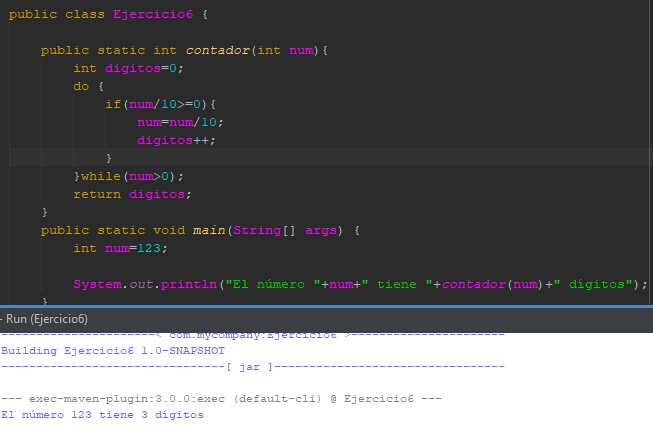 public class Ejercicio6 {
public static int contador(int num){
int digitos=0;
do {
if(num/10>=0){
num=num/10;
digitos++;
}
}while(num>0);
return digitos;
}
public static void main(String[] args) {
int num=123;
System.out.println("El número "+num+" tiene "+contador(num)+" dígitos");
}
- Run (Ejercicio6)
----------------------< com.mycompany:Ejercicio6 >----------------------
Building Ejercicio6 1.0-SNAPSHOT
--------------------------------[ jar ]---------------------------------
--- exec-maven-plugin:3.0.0:exec (default-cli) @ Ejercicio6 ---
El número 123 tiene 3 dígitos